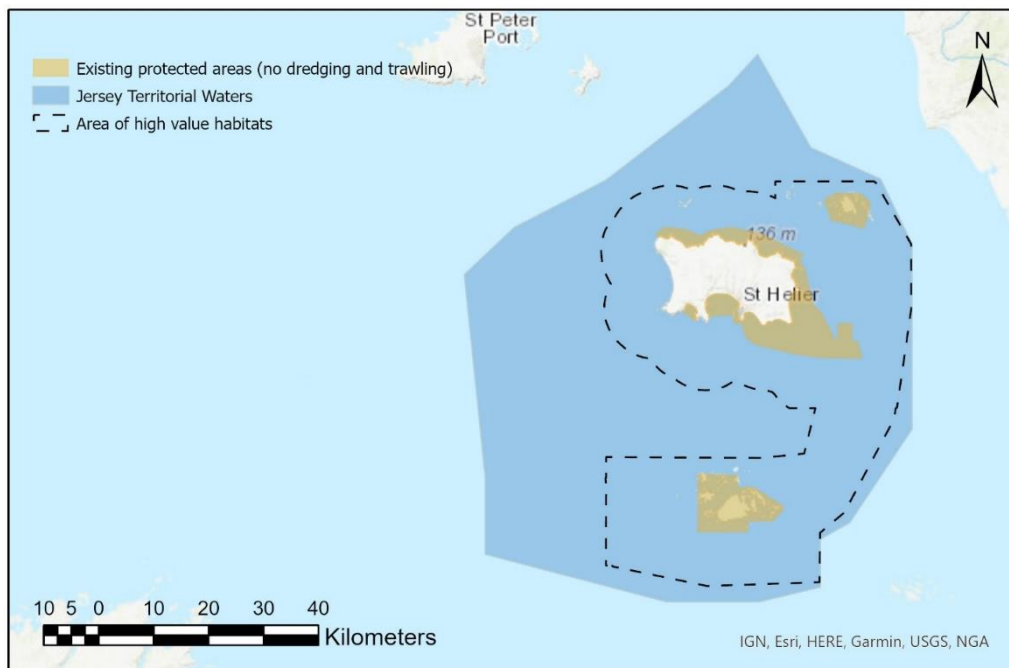 St Peter
Port
N
Existing protected areas (no dredging and trawling)
Jersey Territorial Waters
Area of high value habitats
136 m
St Helier
10 5 0 10 20 30 40
Kilometers
IGN, Esri, HERE, Garmin, USGS, NGA